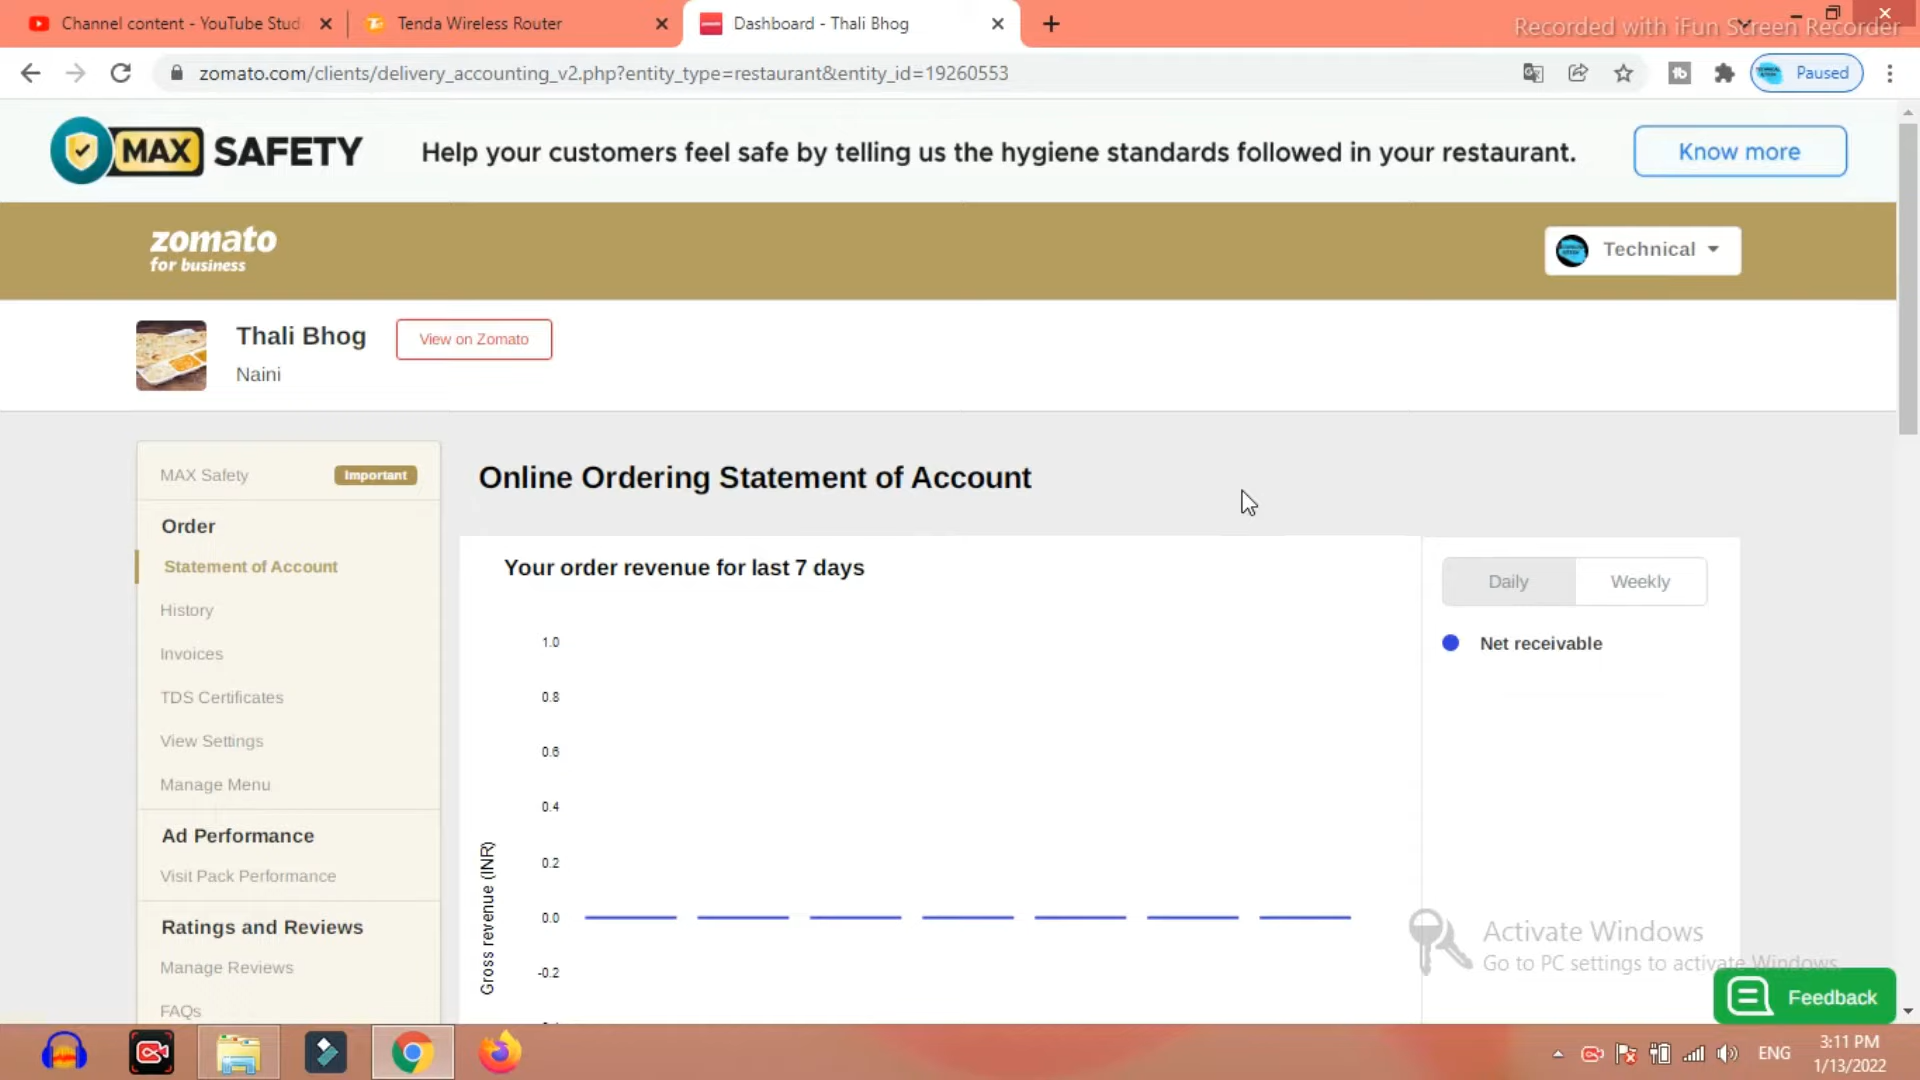 Channel content - YouTube Stud
Tenda Wireless Router
Dashboard - Thali Bhog
Recorded with iFun Screen Recorder
zomato.com/clients/delivery_accounting_v2.php?entity_type=restaurant&entity_id=19260553
Paused
MAX SAFETY
Help your customers feel safe by telling us the hygiene standards followed in your restaurant.
Know more
zomato
for business
Technical
Thali Bhog
View on Zomato
Naini
MAX Safety
Important
Order
Statement of Account
History
Invoices
TDS Certificates
View Settings
Manage Menu
Ad Performance
Visit Pack Performance
Ratings and Reviews
Manage Reviews
FAQs
Online Ordering Statement of Account
Your order revenue for last 7 days
Daily
Weekly
Net receivable
1.0
0.8
0.6
0.4
0.2
0.0
-0.2
Gross revenue (INR)
Activate Windows
Go to PC settings to activate Windows.
Feedback
ENG
3:11 PM
1/13/2022